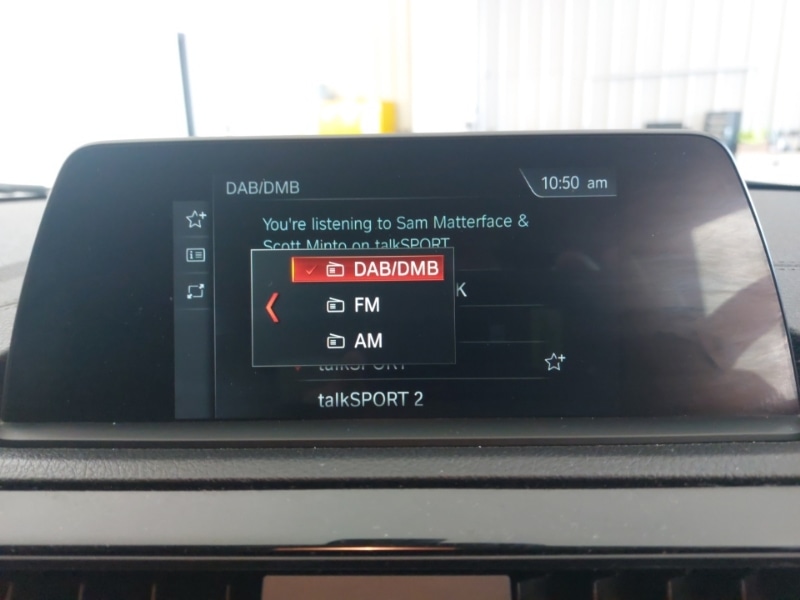 DAB/DMB
10:50 am
You're listening to Sam Matterface &
Scott Minto on talkSPORT
DAB/DMB
K
FM
AM
talkSPORT
talkSPORT 2